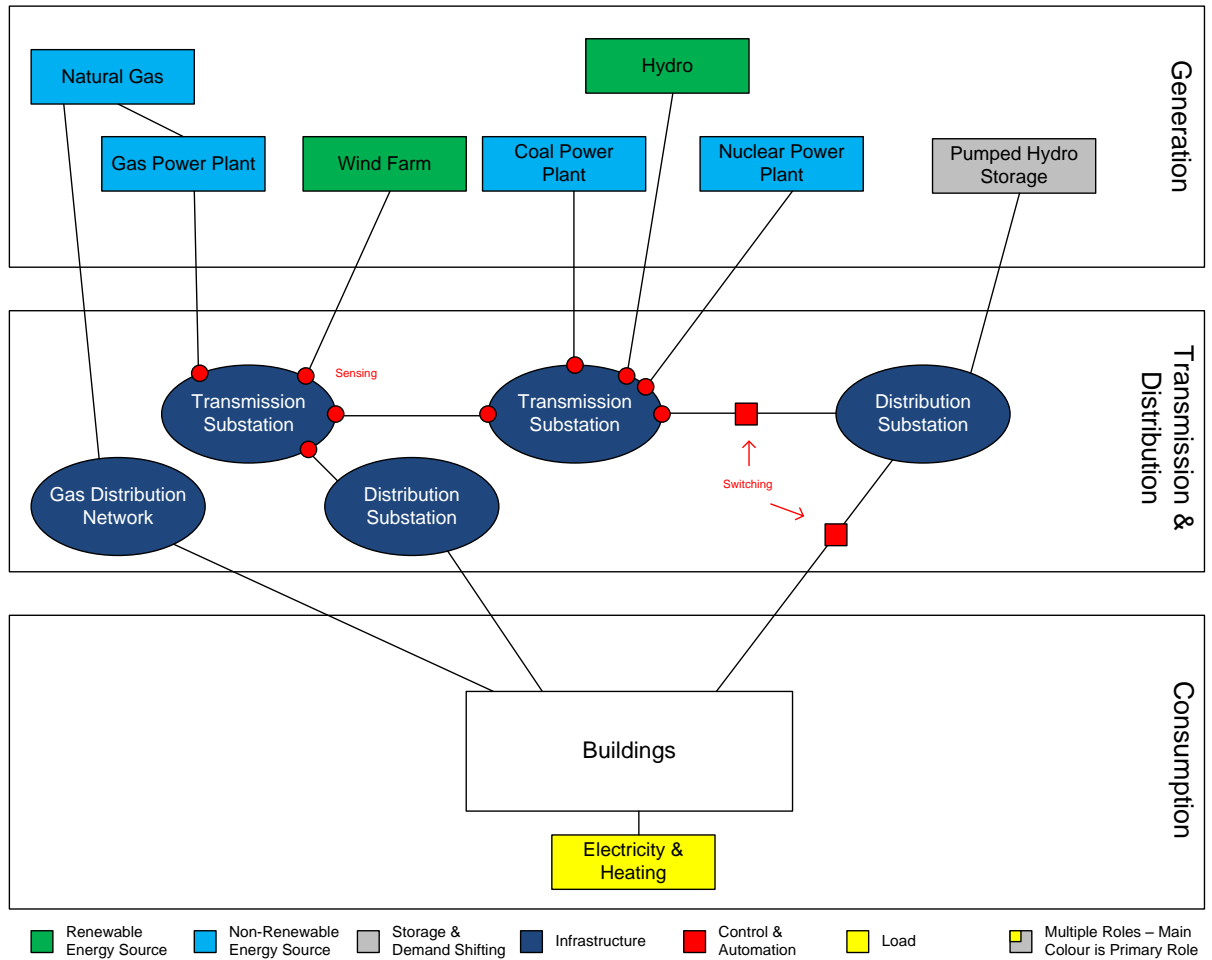 Generation
Natural Gas
Hydro
Gas Power Plant
Wind Farm
Coal Power
Plant
Nuclear Power
Plant
Pumped Hydro
Storage
Transmission &
Distribution
Sensing
Transmission
Substation
Transmission
Substation
Distribution
Substation
Switching
Gas Distribution
Network
Distribution
Substation
Consumption
Buildings
Electricity &
Heating
Renewable
Energy Source
Non-Renewable
Energy Source
Storage &
Demand Shifting
Infrastructure
Control &
Automation
Load
Multiple Roles – Main
Colour is Primary Role